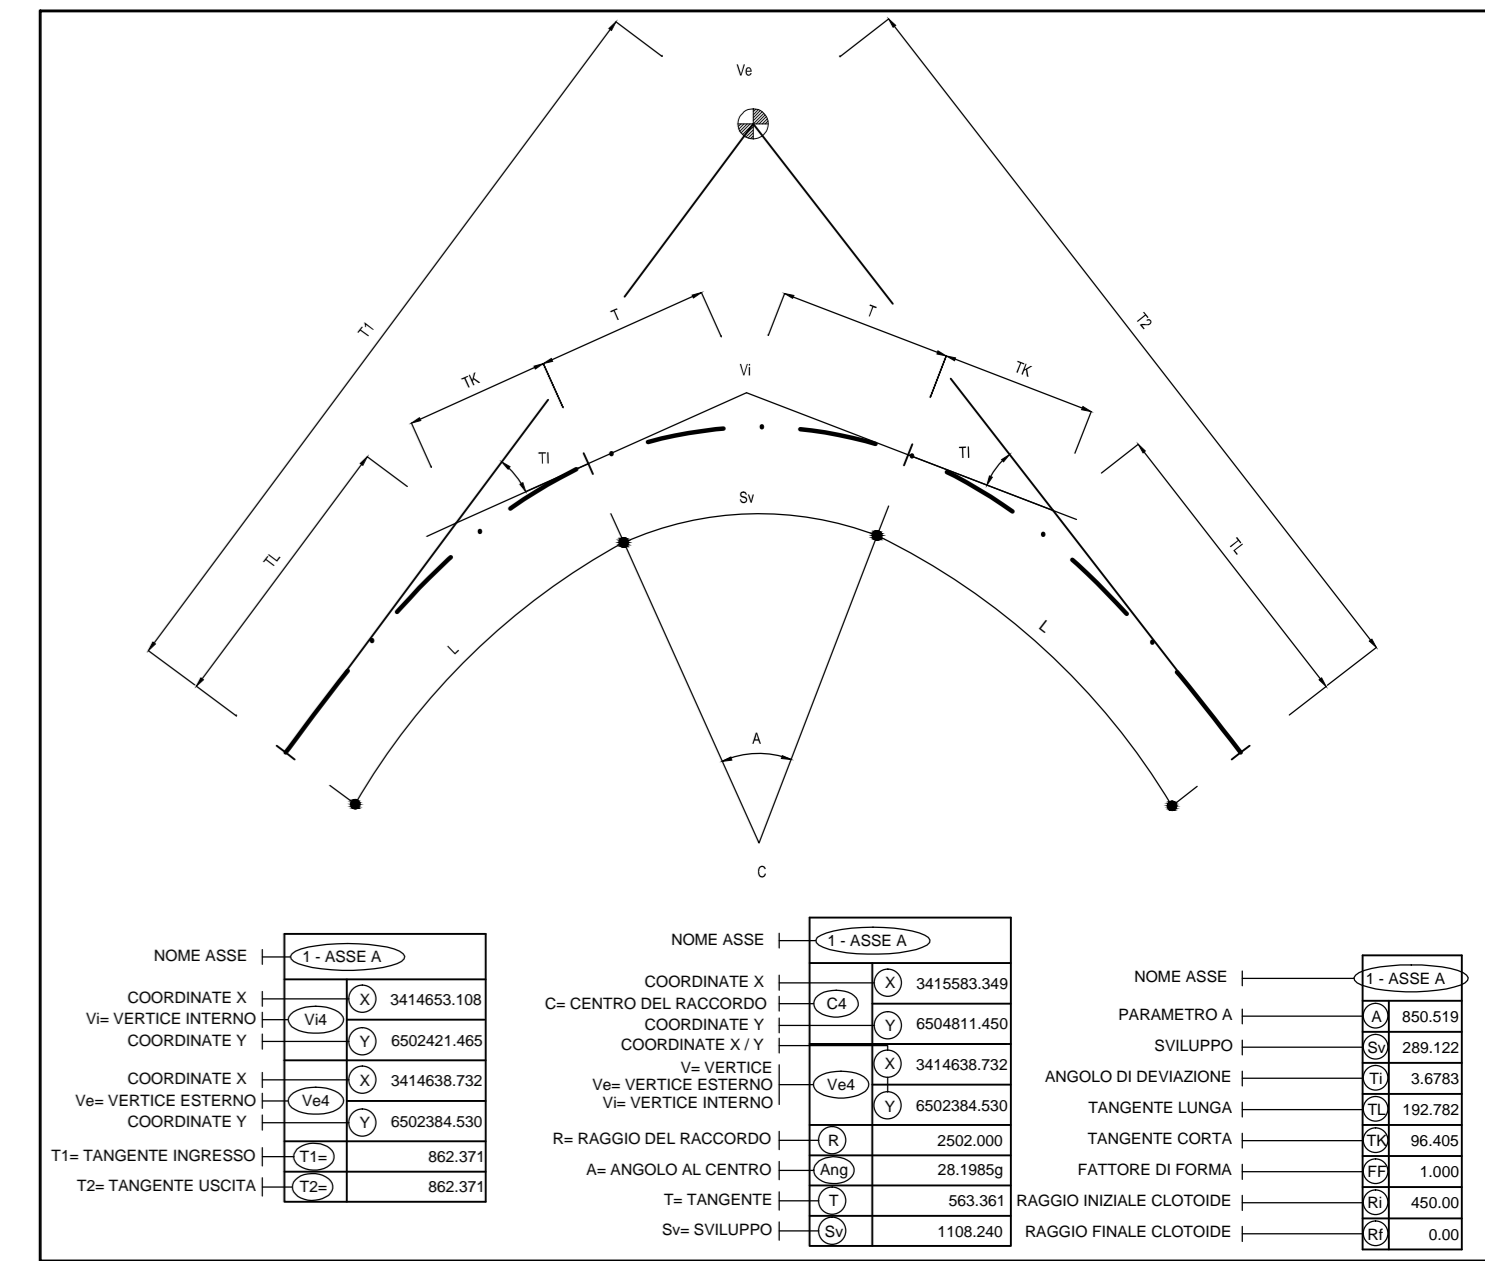 Ve
T1
T2
T
T
TK
TK
Vi
TI
TI
Sv
TL
TL
L
L
A
C
NOME ASSE
1 - ASSE A
COORDINATE X
X
3414653.108
Vi= VERTICE INTERNO
Vi4
COORDINATE Y
Y
6502421.465
COORDINATE X
X
3414638.732
Ve= VERTICE ESTERNO
Ve4
COORDINATE Y
Y
6502384.530
T1= TANGENTE INGRESSO
T1=
862.371
T2= TANGENTE USCITA
T2=
862.371
NOME ASSE
1 - ASSE A
COORDINATE X
X
3415583.349
C= CENTRO DEL RACCORDO
C4
COORDINATE Y
Y
6504811.450
COORDINATE X / Y
X
3414638.732
V= VERTICE
Ve= VERTICE ESTERNO
Ve4
Vi= VERTICE INTERNO
Y
6502384.530
R= RAGGIO DEL RACCORDO
R
2502.000
A= ANGOLO AL CENTRO
Ang
28.1985g
T= TANGENTE
T
563.361
Sv= SVILUPPO
Sv
1108.240
NOME ASSE
1 - ASSE A
PARAMETRO A
A
850.519
SVILUPPO
Sv
289.122
ANGOLO DI DEVIAZIONE
Ti
3.6783
TANGENTE LUNGA
TL
192.782
TANGENTE CORTA
TK
96.405
FATTORE DI FORMA
FF
1.000
RAGGIO INIZIALE CLOTOIDE
Ri
450.00
RAGGIO FINALE CLOTOIDE
Rf
0.00